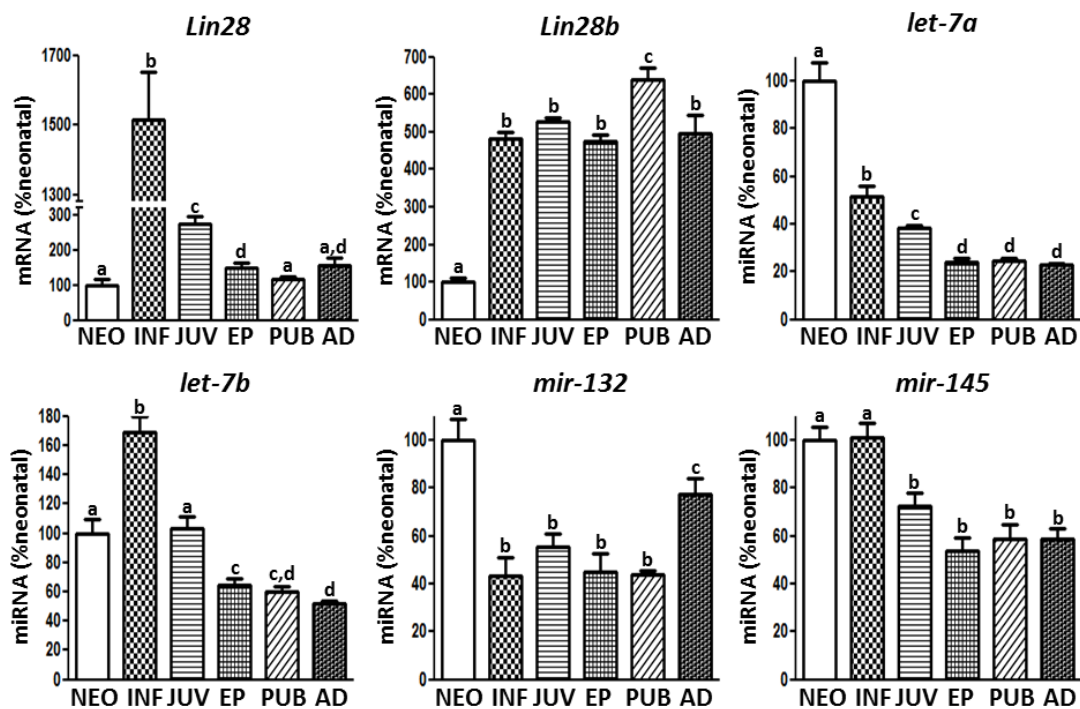 Lin28
mRNA (%neonatal)
1700
1500
1300
300
200
100
0
a
b
c
d
a
a,d
NEO INF JUV EP PUB AD
Lin28b
mRNA (%neonatal)
700
600
500
400
300
200
100
0
a
b
b
b
c
b
NEO INF JUV EP PUB AD
let-7a
miRNA (%neonatal)
100
80
60
40
20
0
a
b
c
d
d
d
NEO INF JUV EP PUB AD
let-7b
miRNA (%neonatal)
180
160
140
120
100
80
60
40
20
0
a
b
a
c
c,d
d
NEO INF JUV EP PUB AD
mir-132
miRNA (%neonatal)
100
80
60
40
20
0
a
b
b
b
b
c
NEO INF JUV EP PUB AD
mir-145
miRNA (%neonatal)
100
80
60
40
20
0
a
a
b
b
b
b
NEO INF JUV EP PUB AD